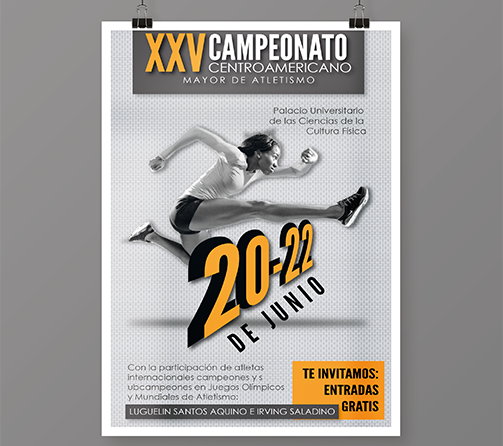 XXV CAMPEONATO
CENTROAMERICANO
MAYOR DE ATLETISMO
Palacio Universitario
de las Ciencias de la
Cultura Física
20-22
DE JUNIO
Con la participación de atletas
internacionales campeones y s
ubcampeones en Juegos Olímpicos
y Mundiales de Atletismo:
LUGUELIN SANTOS AQUINO E IRVING SALADINO
TE INVITAMOS:
ENTRADAS
GRATIS